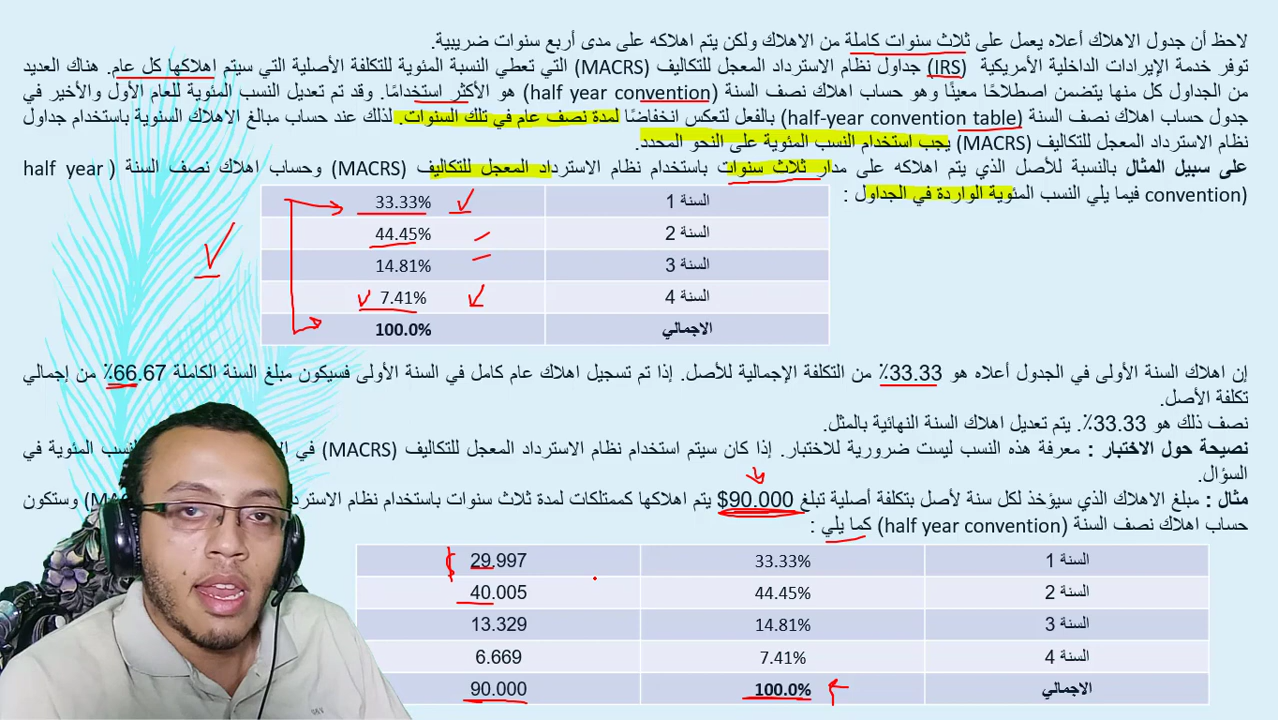 لاحظ أن جدول الاهلاك أعلاه يعمل على ثلاث سنوات كاملة من الاهلاك ولكن يتم اهلاكه على مدى أربع سنوات ضريبية.
توفر خدمة الإيرادات الداخلية الأمريكية (IRS) جداول نظام الاسترداد المعجل للتكاليف (MACRS) التي تعطي النسبة المئوية للتكلفة الأصلية التي سيتم اهلاكها كل عام. هناك العديد
من الجداول كل منها يتضمن اصطلاحًا معينًا وهو حساب اهلاك نصف السنة (half year convention) هو الأكثر استخدامًا. وقد تم تعديل النسب المئوية للعام الأول والأخير في
جدول حساب اهلاك نصف السنة (half-year convention table) بالفعل لتعكس انخفاضًا لمدة نصف عام في تلك السنوات. لذلك عند حساب مبالغ الاهلاك السنوية باستخدام جداول
نظام الاسترداد المعجل للتكاليف (MACRS) يجب استخدام النسب المئوية على النحو المحدد.
على سبيل المثال بالنسبة للأصل الذي يتم اهلاكه على مدار ثلاث سنوات باستخدام نظام الاسترداد المعجل للتكاليف (MACRS) وحساب اهلاك نصف السنة (half year
convention) فيما يلي النسب المئوية الواردة في الجداول :
السنة 1 33.33%
السنة 2 44.45%
السنة 3 14.81%
السنة 4 7.41%
الاجمالي 100.0%
إن اهلاك السنة الأولى في الجدول أعلاه هو 33.33٪ من التكلفة الإجمالية للأصل. إذا تم تسجيل اهلاك عام كامل في السنة الأولى فسيكون مبلغ السنة الكاملة 66.67٪ من إجمالي
تكلفة الأصل.
نصف ذلك هو 33.33٪. يتم تعديل اهلاك السنة النهائية بالمثل.
نصيحة حول الاختبار : معرفة هذه النسب ليست ضرورية للاختبار. إذا كان سيتم استخدام نظام الاسترداد المعجل للتكاليف (MACRS) في النسب المئوية في
السؤال.
مثال : مبلغ الاهلاك الذي سيؤخذ لكل سنة لأصل بتكلفة أصلية تبلغ $90.000 يتم اهلاكها كممتلكات لمدة ثلاث سنوات باستخدام نظام وستكون
حساب اهلاك نصف السنة (half year convention) كما يلي :
السنة 1 33.33% 29.997
السنة 2 44.45% 40.005
السنة 3 14.81% 13.329
السنة 4 7.41% 6.669
الاجمالي 100.0% 90.000